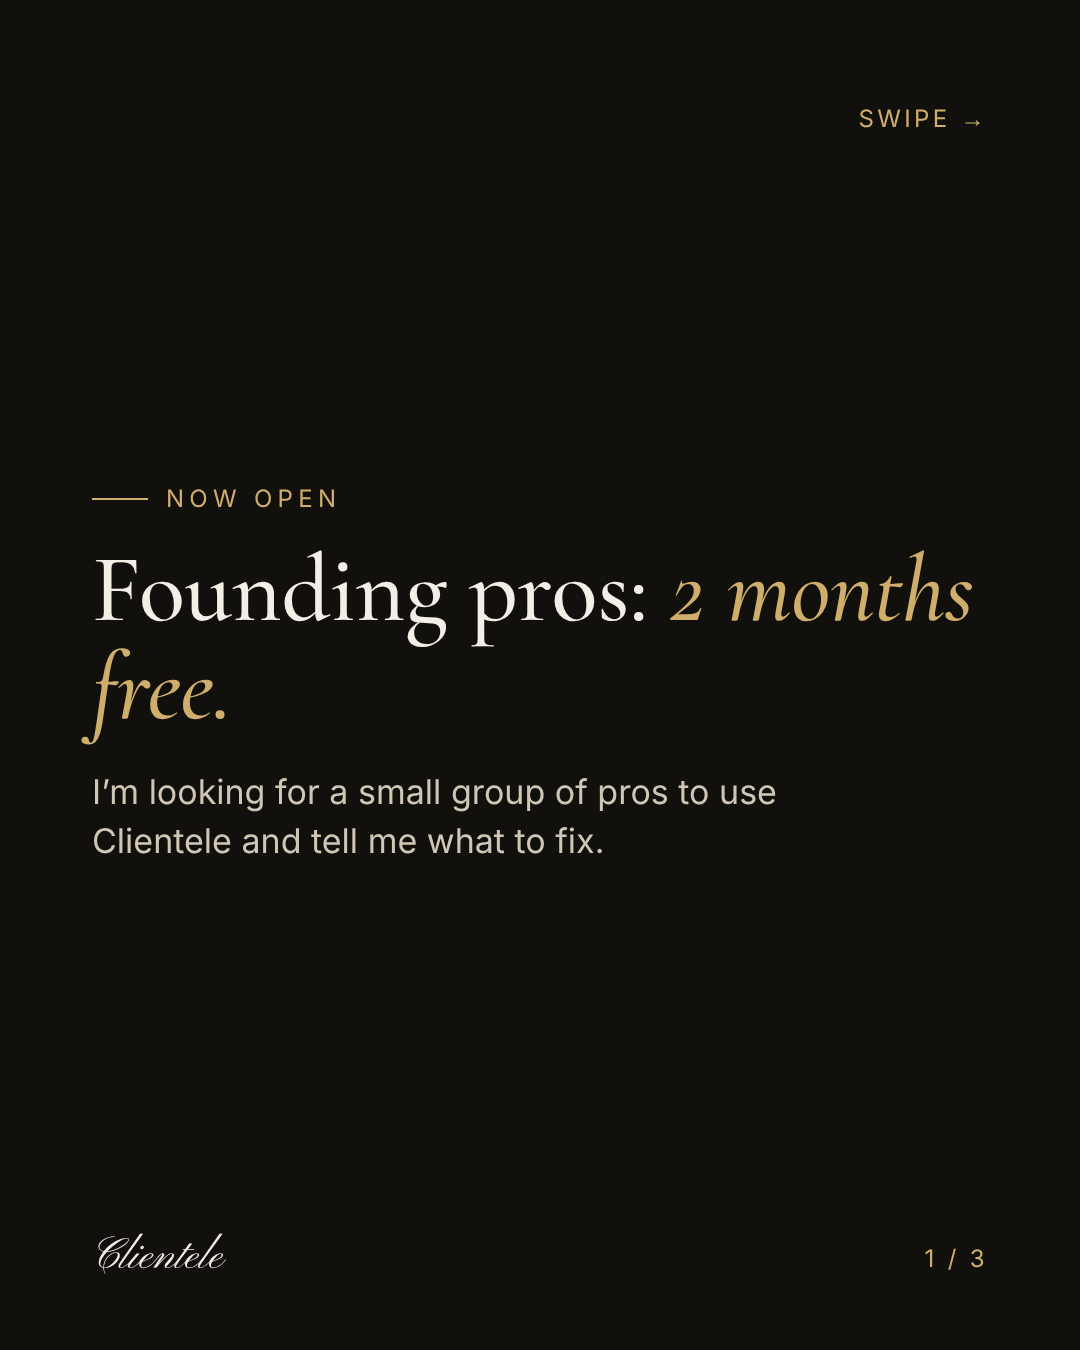 SWIPE →
NOW OPEN
Founding pros: 2 months
free.
I’m looking for a small group of pros to use
Clientele and tell me what to fix.
Clientele
1 / 3